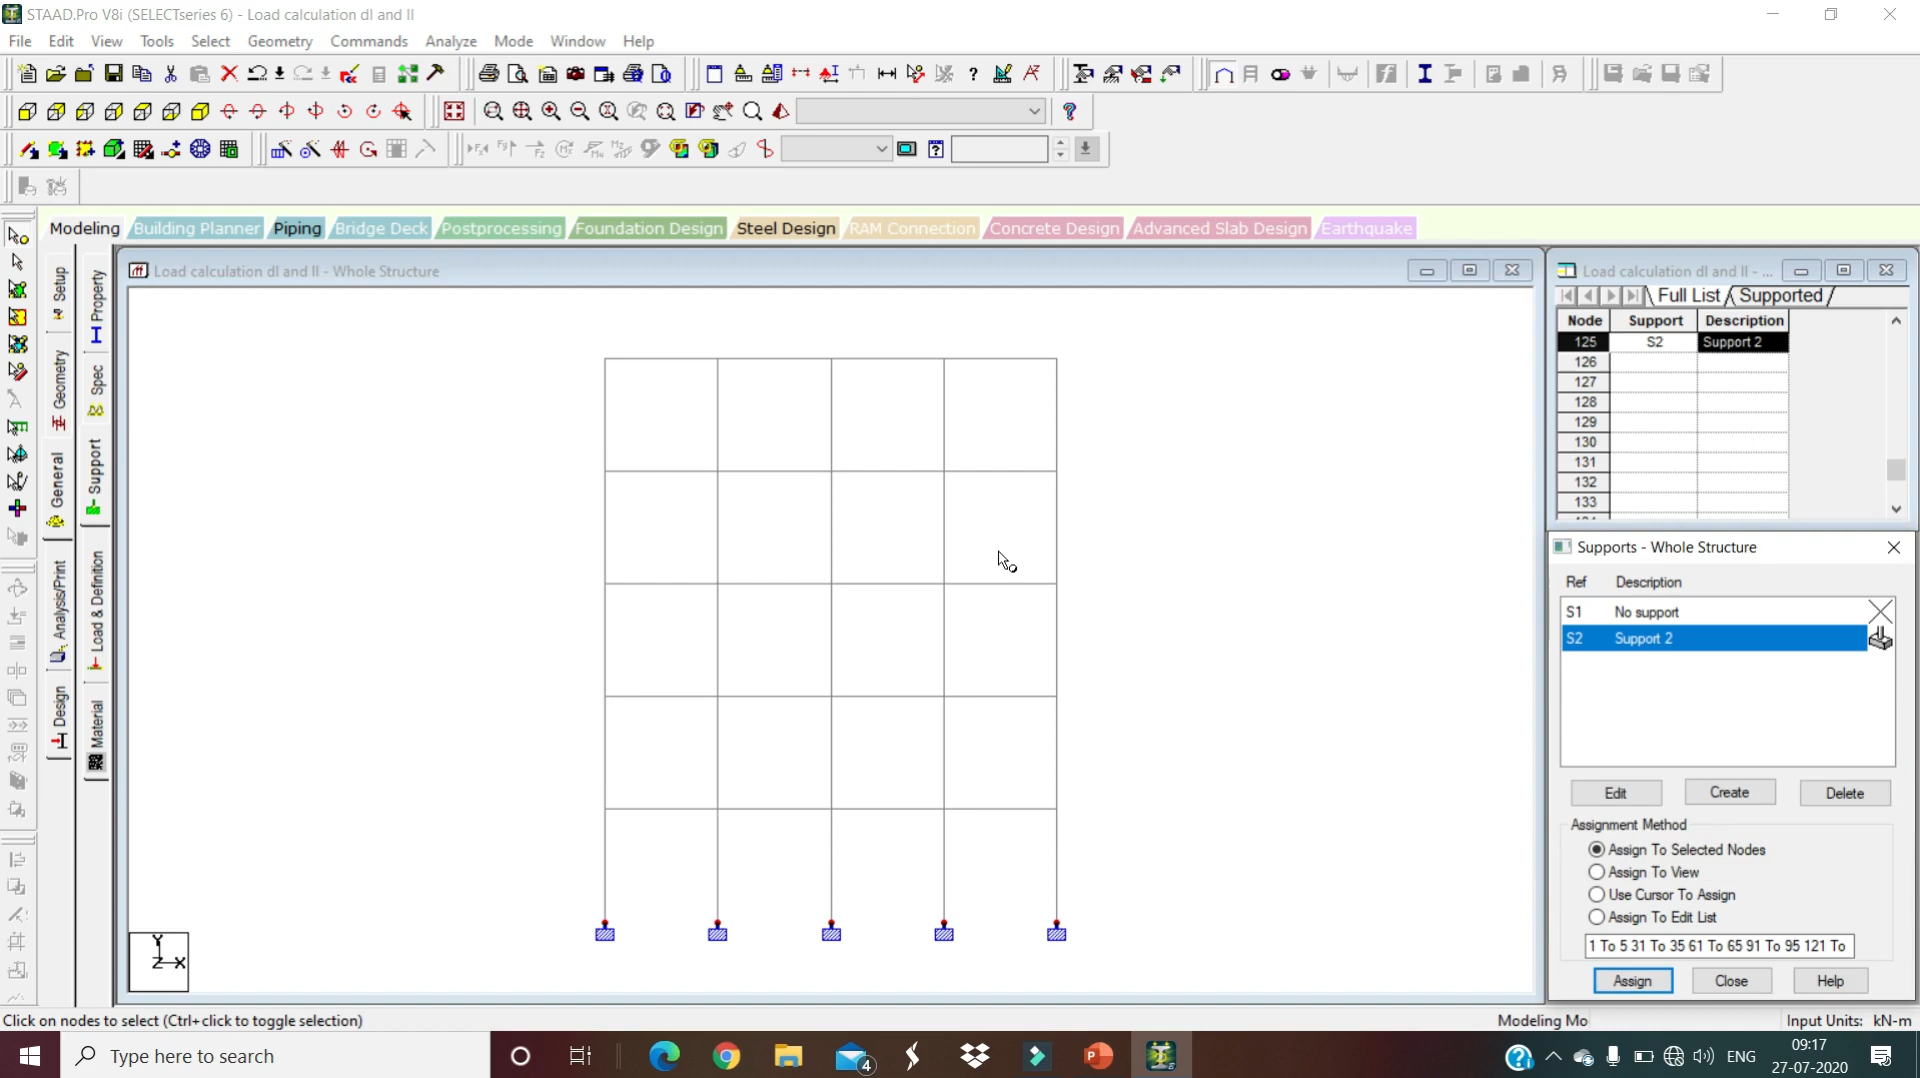 STAAD.Pro V8i (SELECTseries 6) - Load calculation dl and ll
File Edit View Tools Select Geometry Commands Analyze Mode Window Help
Modeling Building Planner Piping Bridge Deck Postprocessing Foundation Design Steel Design RAM Connection Concrete Design Advanced Slab Design Earthquake
Setup
Geometry
General
Analysis/Print
Design
Property
Spec
Support
Load & Definition
Material
Load calculation dl and ll - Whole Structure
Y
Z X
Load calculation dl and ll - ...
Full List Supported
Node Support Description
125 S2 Support 2
126
127
128
129
130
131
132
133
Supports - Whole Structure
Ref Description
S1 No support
S2 Support 2
Edit Create Delete
Assignment Method
Assign To Selected Nodes
Assign To View
Use Cursor To Assign
Assign To Edit List
1 To 5 31 To 35 61 To 65 91 To 95 121 To
Assign Close Help
Click on nodes to select (Ctrl+click to toggle selection)
Modeling Mo
Input Units: kN-m
Type here to search
4
ENG
09:17
27-07-2020